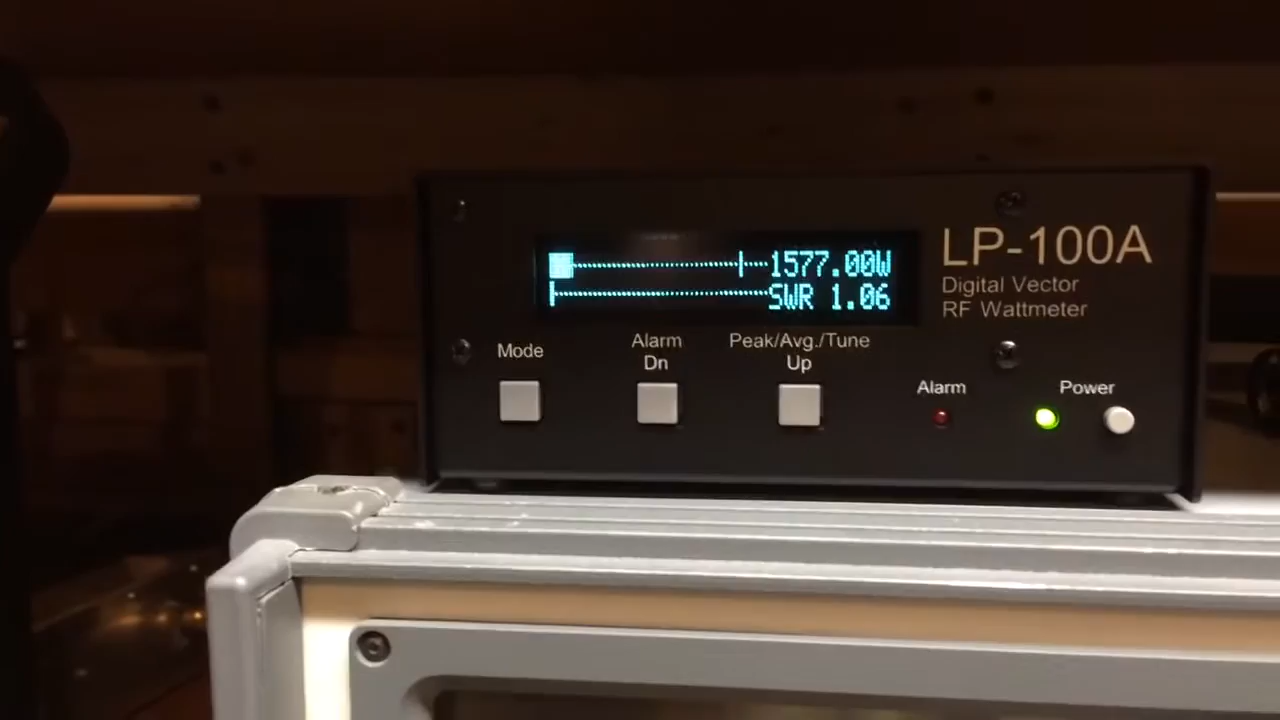 1577.00W
SWR 1.06
LP-100A
Digital Vector
RF Wattmeter
Mode
Alarm
Dn
Peak/Avg./Tune
Up
Alarm
Power